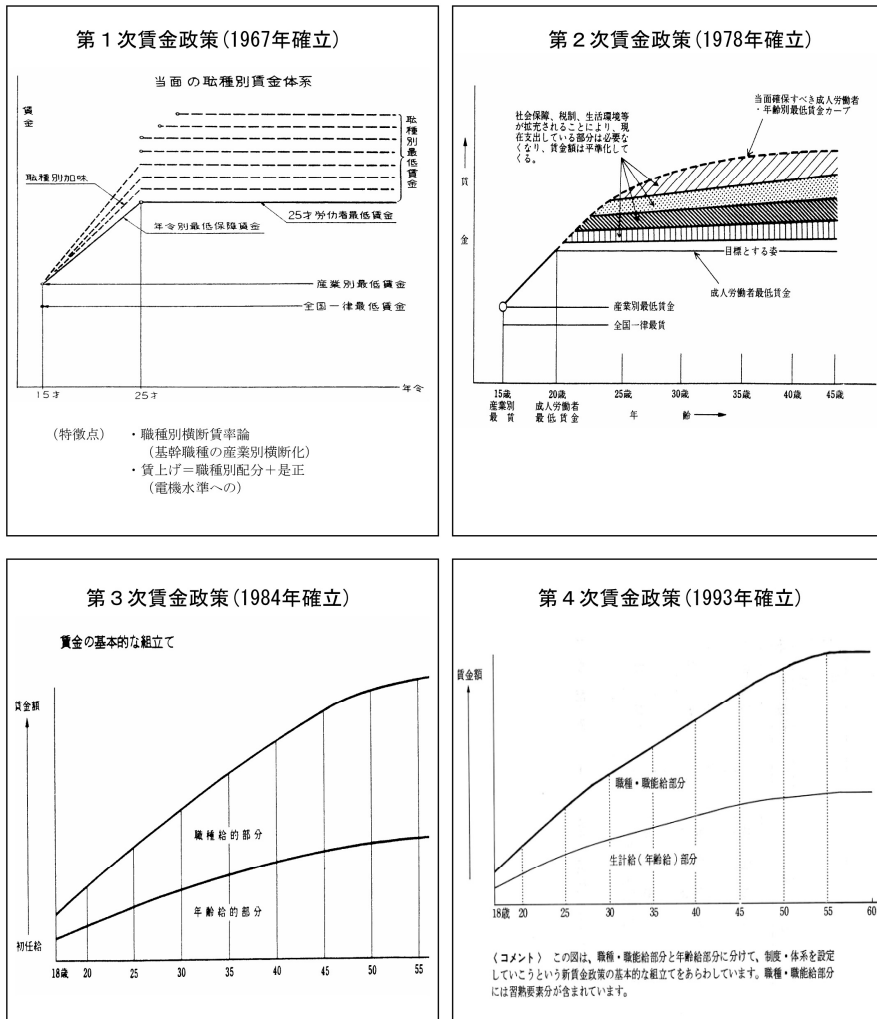 第１次賃金政策(1967年確立)
当面の職種別賃金体系
賃金
職種別最低賃金
職種別加味
25才労仂者最低賃金
年令別最低保障賃金
産業別最低賃金
全国一律最低賃金
年令
15才
25才
(特徴点) ・職種別横断賃率論
(基幹職種の産業別横断化)
・賃上げ＝職種別配分＋是正
(電機水準への)
第２次賃金政策(1978年確立)
当面確保すべき成人労働者
・年齢別最低賃金カーブ
社会保障、税制、生活環境等
が拡充されることにより、現
在支出している部分は必要な
くなり、賃金額は平準化して
くる。
賃金
目標とする姿
成人労働者最低賃金
産業別最低賃金
全国一律最賃
15歳 20歳 25歳 30歳 35歳 40歳 45歳
産業別 成人労働者 年 齢
最賃 最低賃金
第３次賃金政策(1984年確立)
賃金の基本的な組立て
賃金額
職種給的部分
年齢給的部分
初任給
18歳 20 25 30 35 40 45 50 55
第４次賃金政策(1993年確立)
賃金額
職種・職能給部分
生計給(年齢給)部分
18歳 20 25 30 35 40 45 50 55 60
〈コメント〉 この図は、職種・職能給部分と年齢給部分に分けて、制度・体系を設定
していこうという新賃金政策の基本的な組立てをあらわしています。職種・職能給部分
には習熟要素分が含まれています。